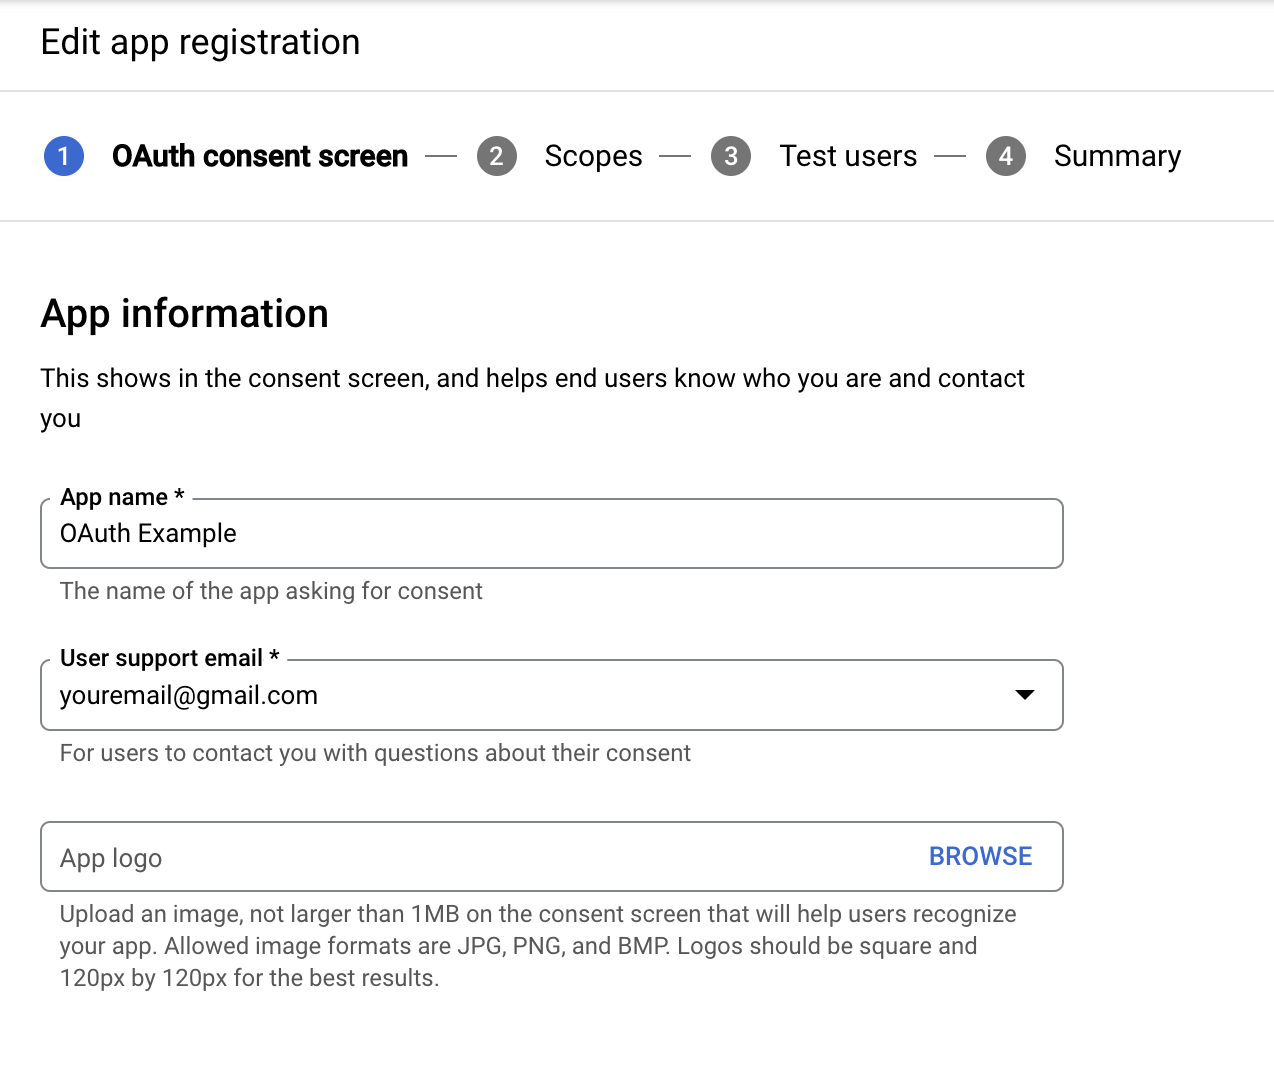 Edit app registration
1 OAuth consent screen — 2 Scopes — 3 Test users — 4 Summary
App information
This shows in the consent screen, and helps end users know who you are and contact
you
App name *
OAuth Example
The name of the app asking for consent
User support email *
youremail@gmail.com
For users to contact you with questions about their consent
App logo BROWSE
Upload an image, not larger than 1MB on the consent screen that will help users recognize
your app. Allowed image formats are JPG, PNG, and BMP. Logos should be square and
120px by 120px for the best results.